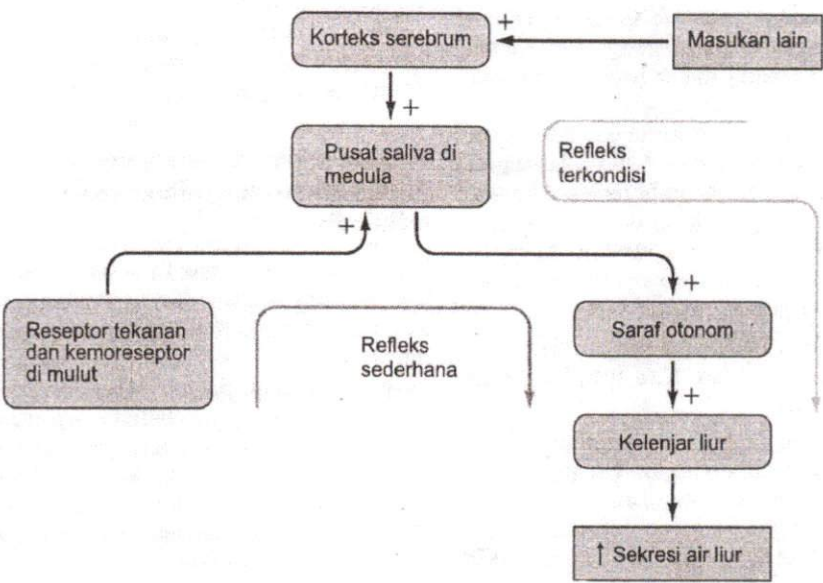 Korteks serebrum
+
Masukan lain
+
Pusat saliva di
medula
Refleks
terkondisi
+
+
Reseptor tekanan
dan kemoreseptor
di mulut
Refleks
sederhana
Saraf otonom
+
Kelenjar liur
↑ Sekresi air liur